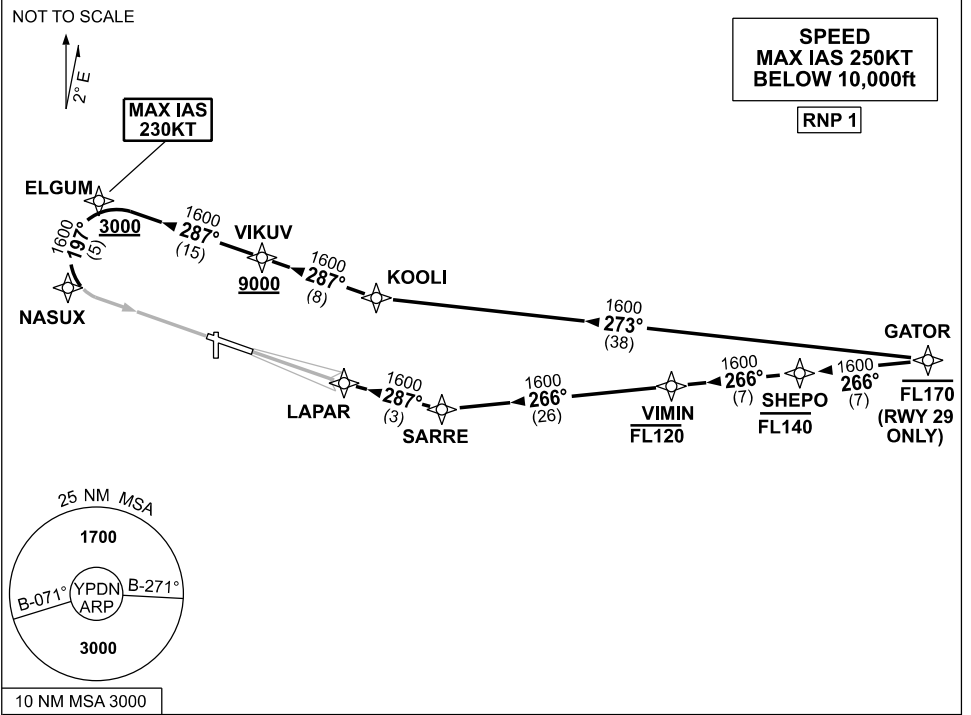 NOT TO SCALE
2° E
SPEED
MAX IAS 250KT
BELOW 10,000ft
RNP 1
MAX IAS
230KT
ELGUM
3000
1600
287°
(15)
VIKUV
9000
1600
287°
(8)
KOOLI
1600
197°
(5)
NASUX
1600
273°
(38)
GATOR
FL170
(RWY 29
ONLY)
1600
266°
(7)
SHEPO
FL140
1600
266°
(7)
VIMIN
FL120
1600
266°
(26)
SARRE
1600
287°
(3)
LAPAR
25 NM MSA
1700
B-071°
YPDN
ARP
B-271°
3000
10 NM MSA 3000